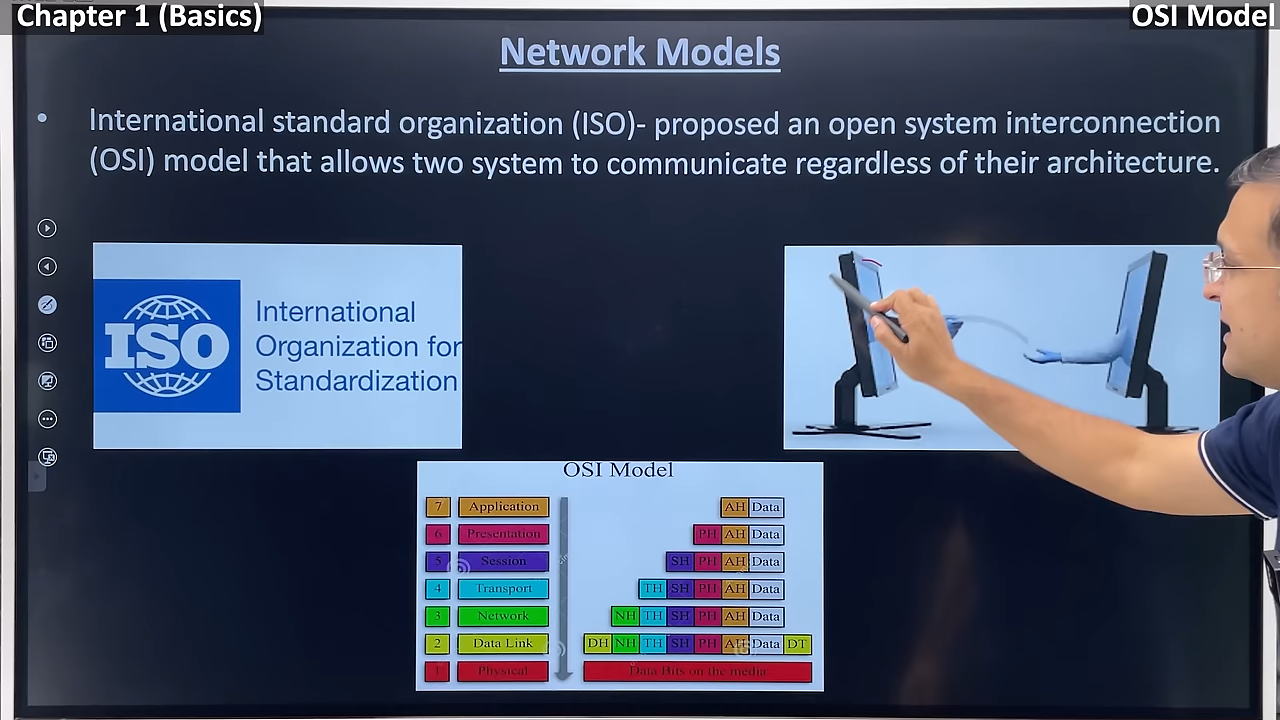 Chapter 1 (Basics)
OSI Model
Network Models
• International standard organization (ISO)- proposed an open system interconnection
(OSI) model that allows two system to communicate regardless of their architecture.
ISO
International
Organization for
Standardization
OSI Model
7 Application AH Data
6 Presentation PH AH Data
5 Session SH AH PH Data
4 Transport TH SH PH AH Data
3 Network NH TH SH PH AH Data
2 Data Link DH NH TH SH PH AH Data DT
1 Physical Data Bits on the media